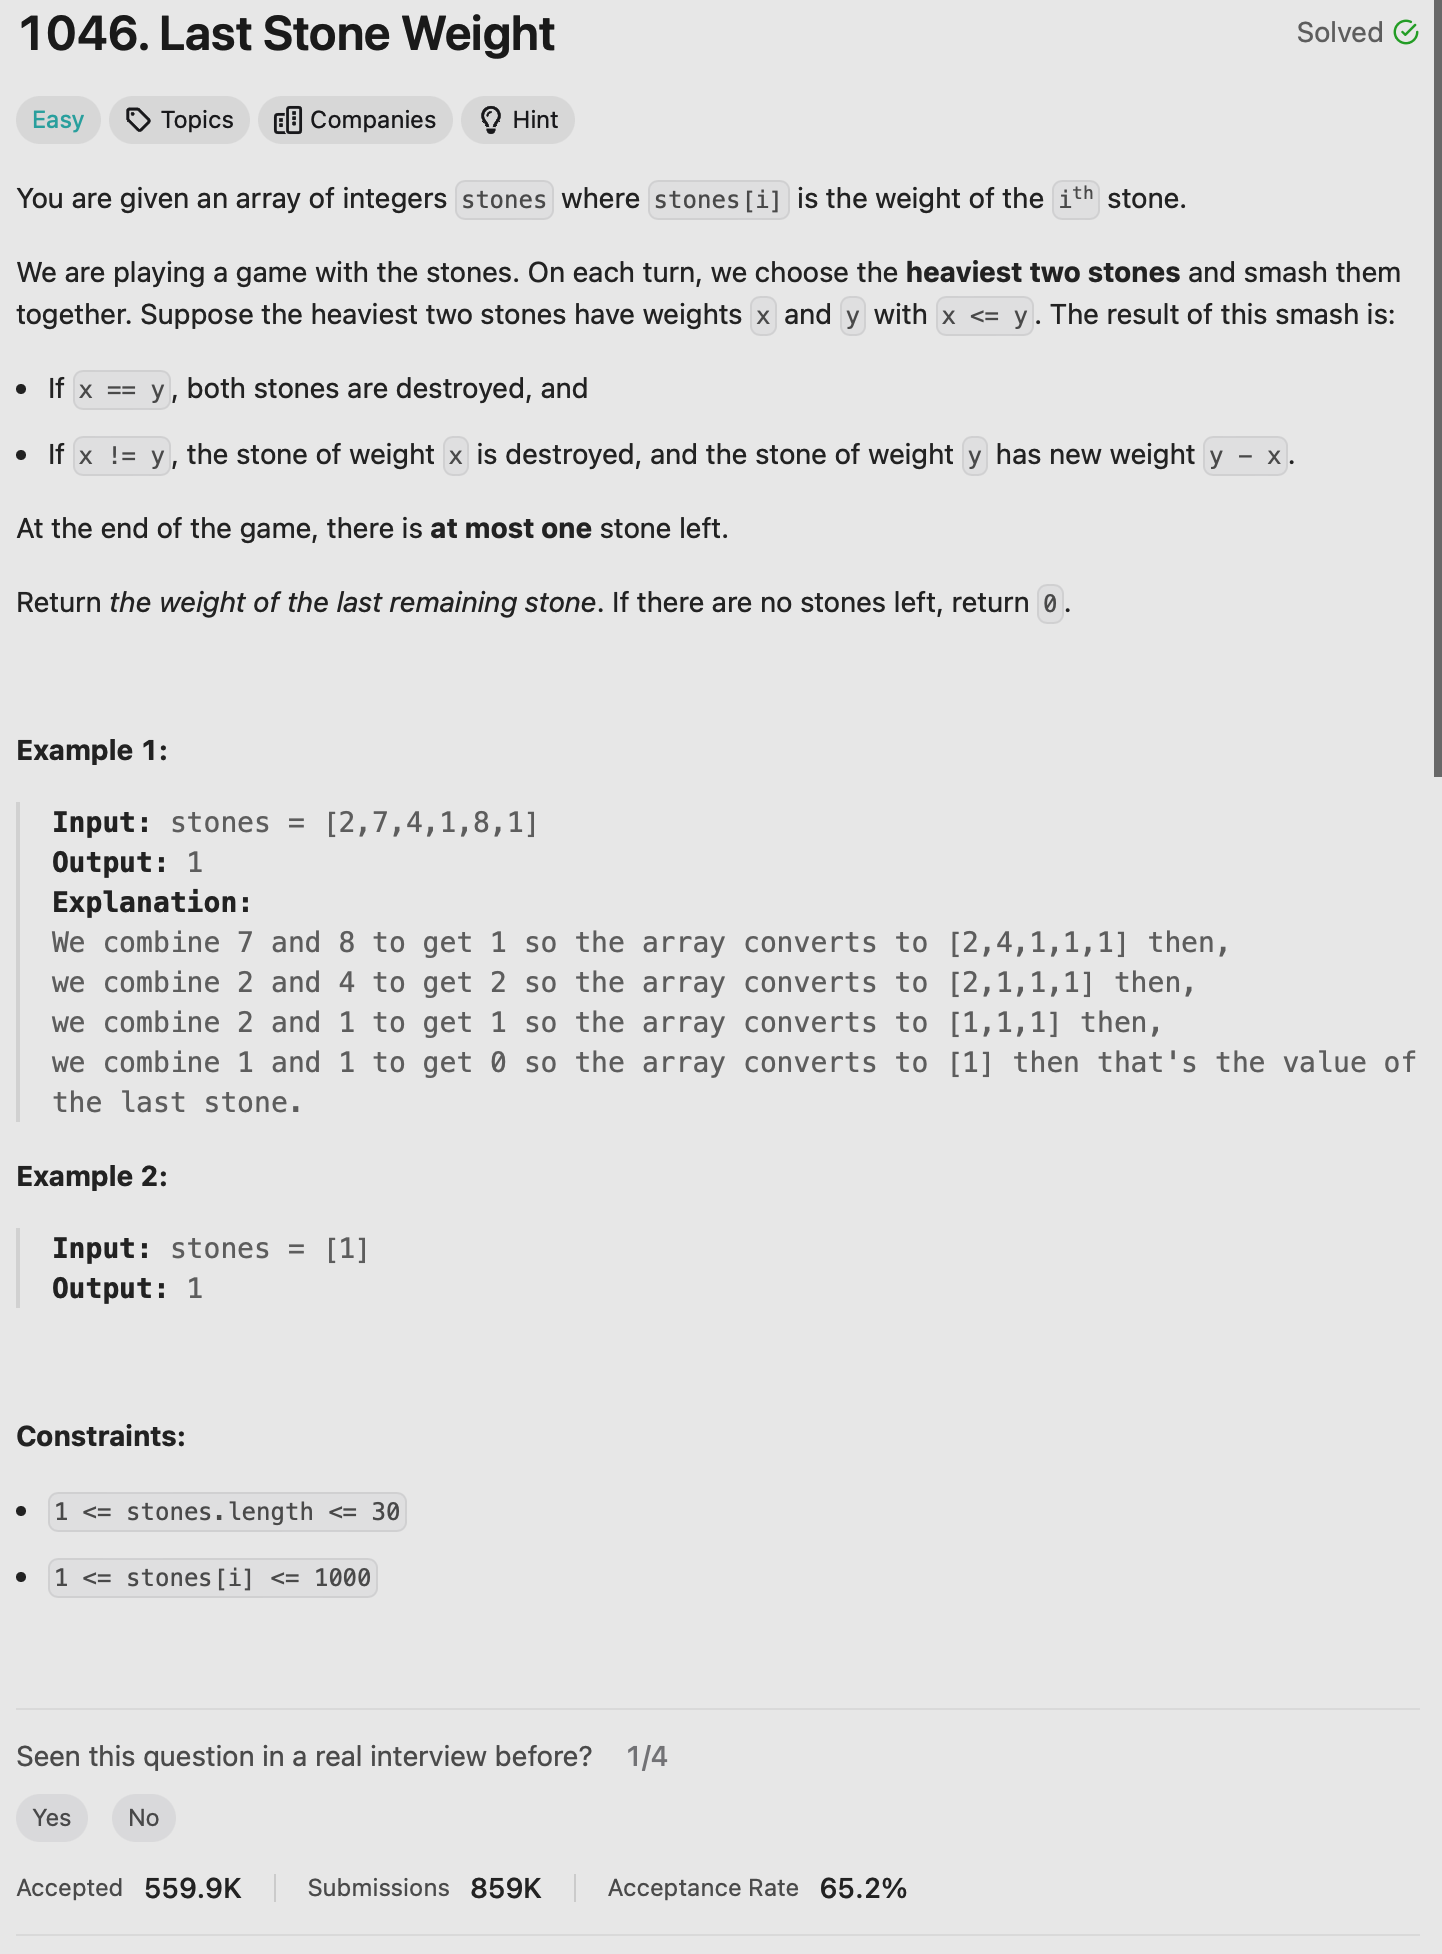 1046. Last Stone Weight
Solved
Easy Topics Companies Hint
You are given an array of integers stones where stones[i] is the weight of the ith stone.
We are playing a game with the stones. On each turn, we choose the heaviest two stones and smash them
together. Suppose the heaviest two stones have weights x and y with x <= y. The result of this smash is:
• If x == y, both stones are destroyed, and
• If x != y, the stone of weight x is destroyed, and the stone of weight y has new weight y - x.
At the end of the game, there is at most one stone left.
Return the weight of the last remaining stone. If there are no stones left, return 0.
Example 1:
Input: stones = [2,7,4,1,8,1]
Output: 1
Explanation:
We combine 7 and 8 to get 1 so the array converts to [2,4,1,1,1] then,
we combine 2 and 4 to get 2 so the array converts to [2,1,1,1] then,
we combine 2 and 1 to get 1 so the array converts to [1,1,1] then,
we combine 1 and 1 to get 0 so the array converts to [1] then that's the value of
the last stone.
Example 2:
Input: stones = [1]
Output: 1
Constraints:
• 1 <= stones.length <= 30
• 1 <= stones[i] <= 1000
Seen this question in a real interview before? 1/4
Yes No
Accepted 559.9K Submissions 859K Acceptance Rate 65.2%